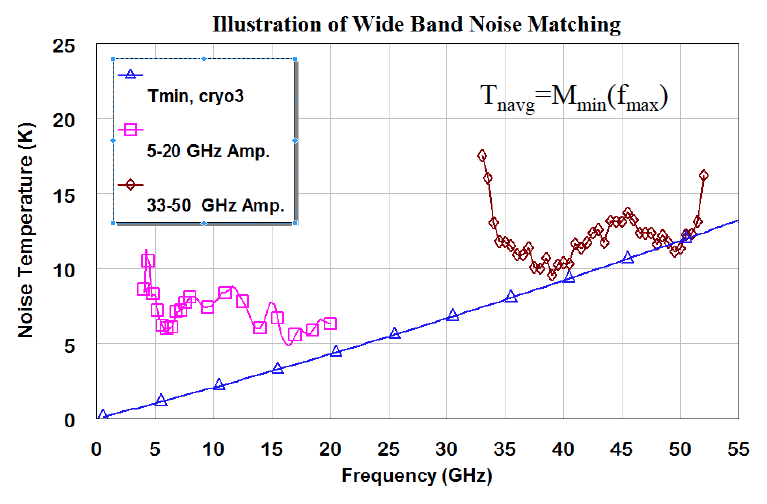 Illustration of Wide Band Noise Matching
25
20
15
10
5
0
Noise Temperature (K)
Tmin, cryo3
5-20 GHz Amp.
33-50 GHz Amp.
Tnavg=Mmin(fmax)
0 5 10 15 20 25 30 35 40 45 50 55
Frequency (GHz)